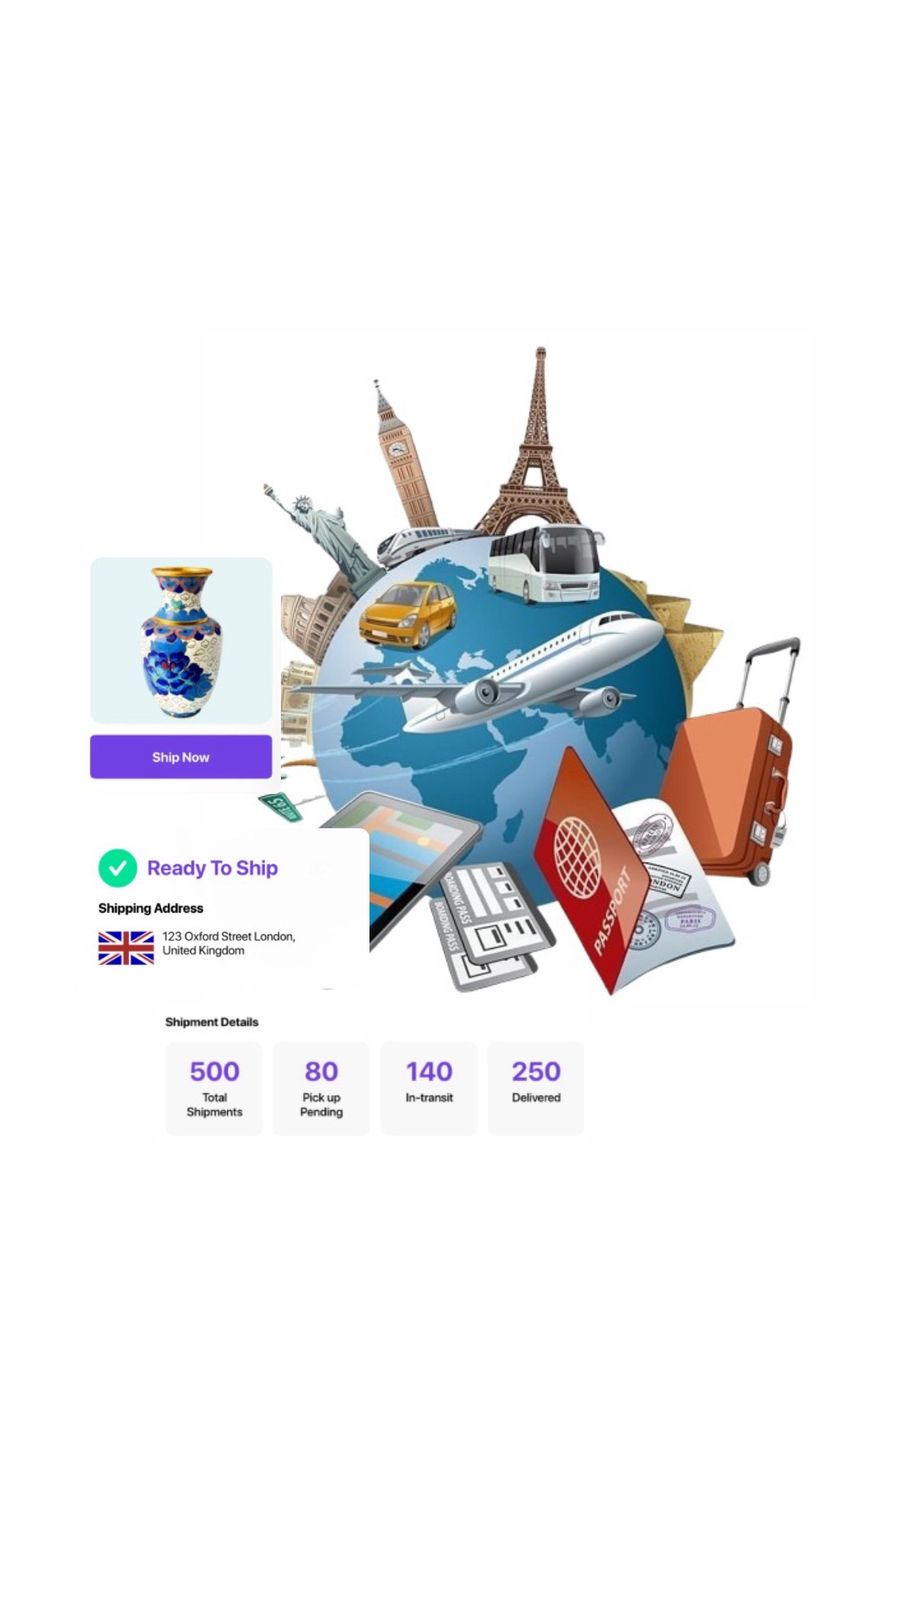 Ship Now
Ready To Ship
Shipping Address
123 Oxford Street London,
United Kingdom
BOARDING PASS
BOARDING PASS
PASSPORT
PARIS
Shipment Details
500
Total
Shipments
80
Pick up
Pending
140
In-transit
250
Delivered